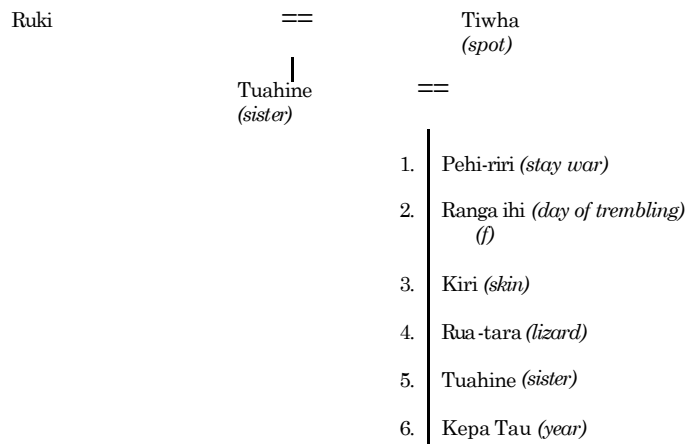 Ruki == Tiwha
(spot)
Tuahine ==
(sister)
1. Pehi-riri (stay war)
2. Ranga ihi (day of trembling)
(f)
3. Kiri (skin)
4. Rua-tara (lizard)
5. Tuahine (sister)
6. Kepa Tau (year)